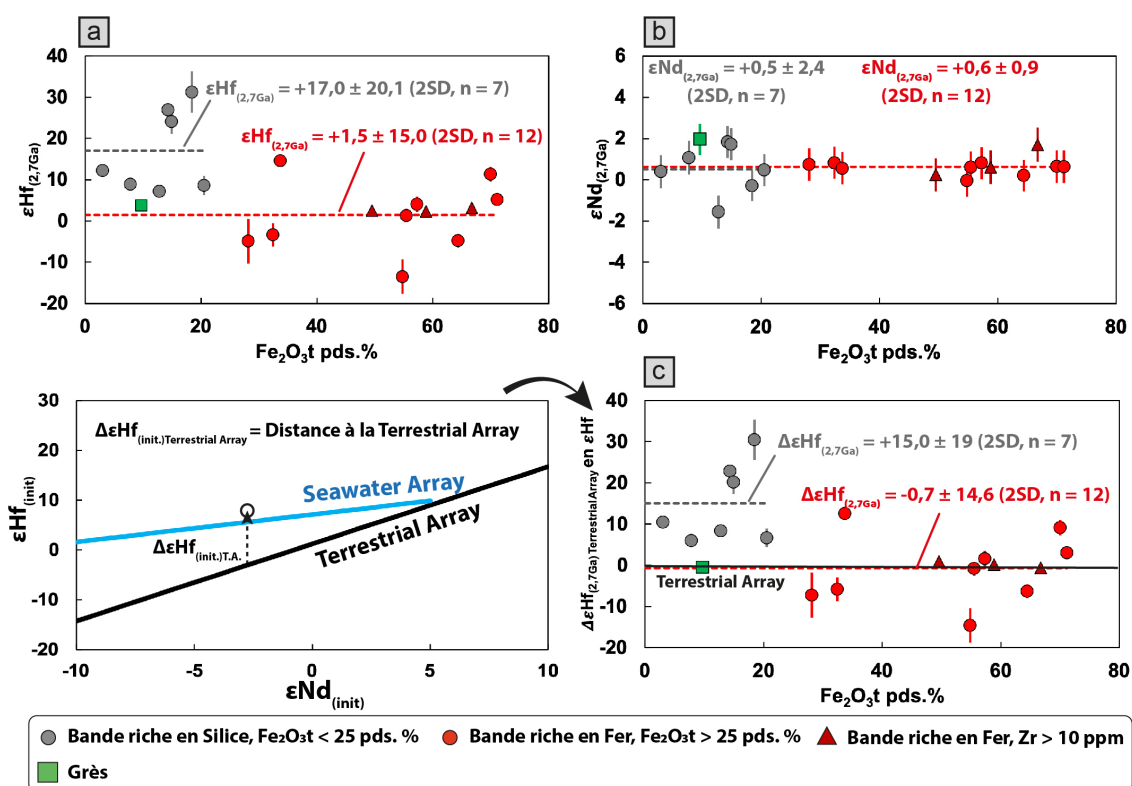 a
εHf(2,7Ga)
40
30
20
10
0
-10
-20
εHf(2,7Ga) = +17,0 ± 20,1 (2SD, n = 7)
εHf(2,7Ga) = +1,5 ± 15,0 (2SD, n = 12)
0 20 40 60 80
Fe2O3t pds.%
b
εNd(2,7Ga)
6
4
2
0
-2
-4
-6
εNd(2,7Ga) = +0,5 ± 2,4
(2SD, n = 7)
εNd(2,7Ga) = +0,6 ± 0,9
(2SD, n = 12)
0 20 40 60 80
Fe2O3t pds.%
εHf(init)
30
20
10
0
-10
-20
ΔεHf(init.)Terrestrial Array = Distance à la Terrestrial Array
Seawater Array
Terrestrial Array
ΔεHf(init.)T.A.
-10 -5 0 5 10
εNd(init)
c
ΔεHf(2,7Ga) Terrestrial Array en εHf
40
30
20
10
0
-10
-20
ΔεHf(2,7Ga) = +15,0 ± 19 (2SD, n = 7)
ΔεHf(2,7Ga) = -0,7 ± 14,6 (2SD, n = 12)
Terrestrial Array
0 20 40 60 80
Fe2O3t pds.%
Bande riche en Silice, Fe2O3t < 25 pds. %
Bande riche en Fer, Fe2O3t > 25 pds. %
Bande riche en Fer, Zr > 10 ppm
Grès